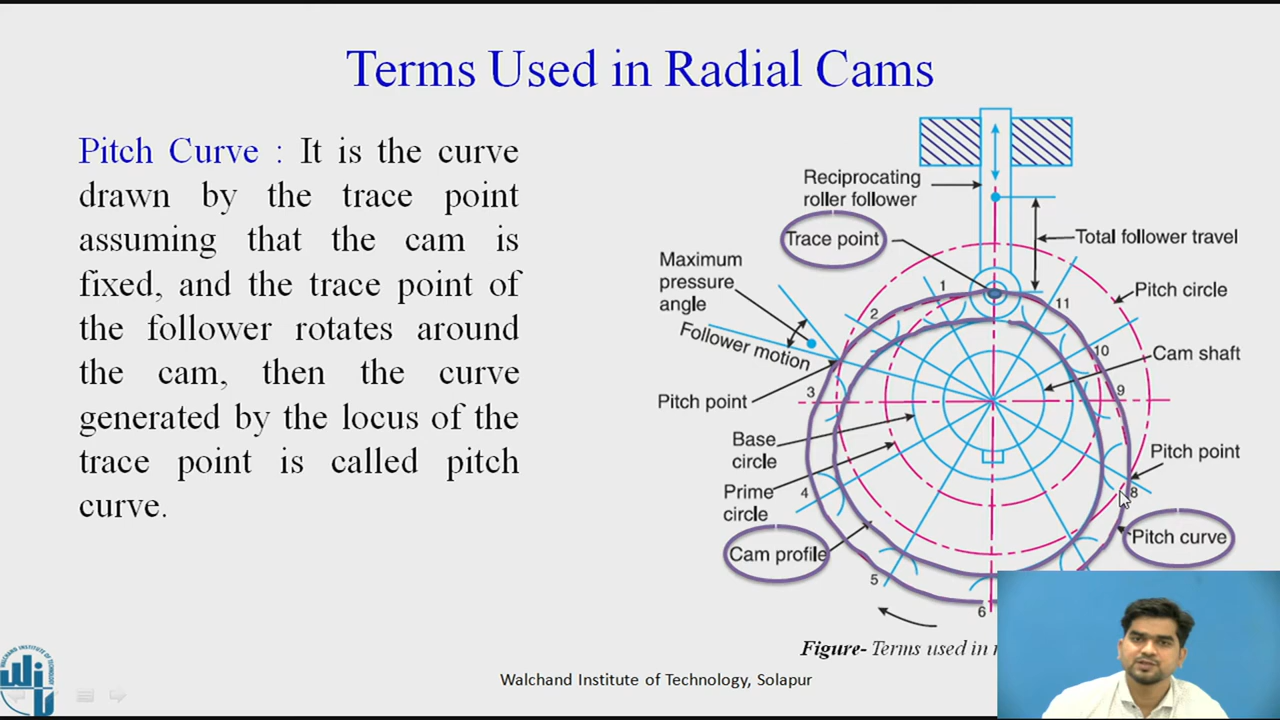 Terms Used in Radial Cams
Pitch Curve : It is the curve
drawn by the trace point
assuming that the cam is
fixed, and the trace point of
the follower rotates around
the cam, then the curve
generated by the locus of the
trace point is called pitch
curve.
Reciprocating
roller follower
Trace point
Total follower travel
Maximum
pressure
angle
Pitch circle
Follower motion
1
2
11
10
Cam shaft
3
9
Pitch point
Base
circle
Pitch point
Prime
circle
4
8
Cam profile
Pitch curve
5
6
Figure- Terms used in
Walchand Institute of Technology, Solapur
WALCHAND INSTITUTE OF TECHNOLOGY